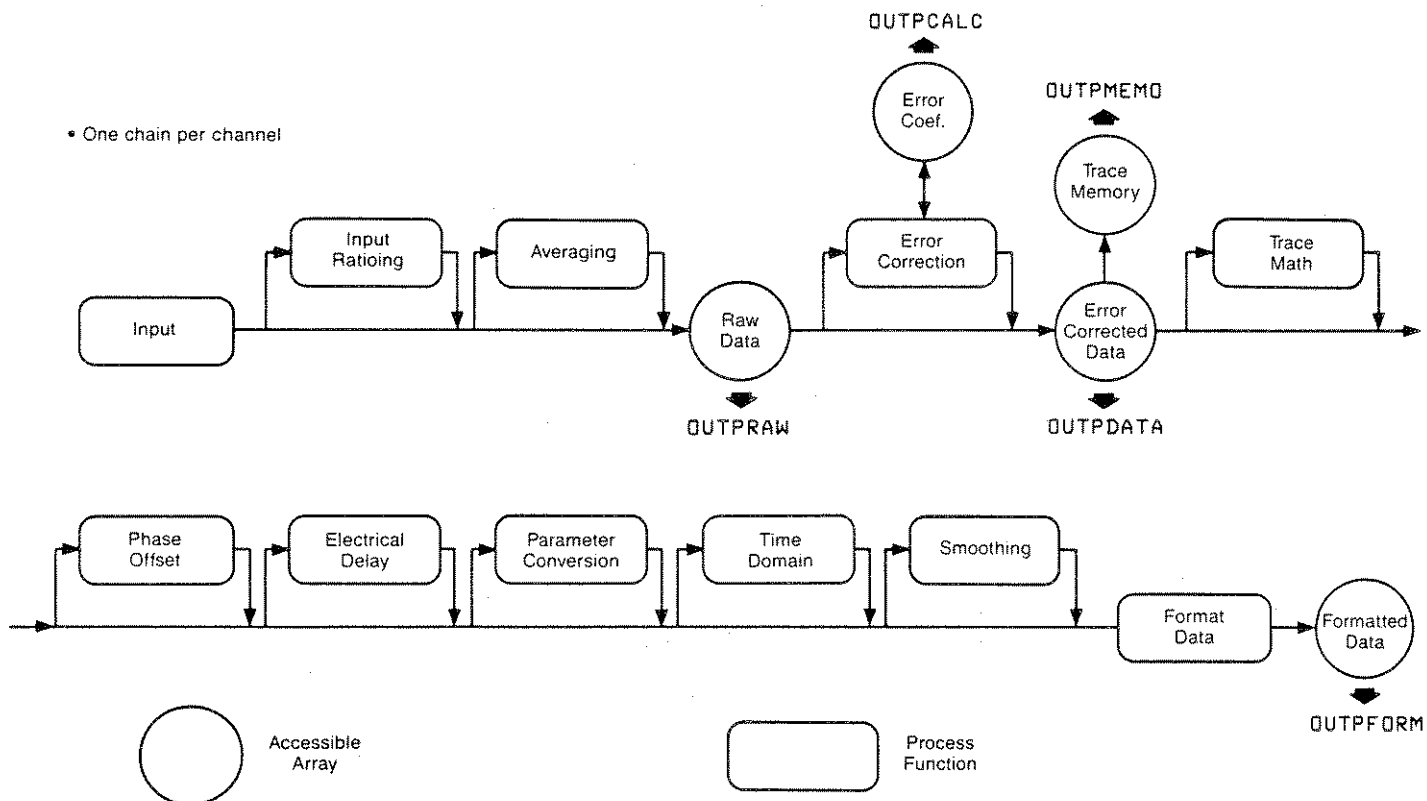 OUTPCALC
Error
Coef.
OUTPMEMO
• One chain per channel
Trace
Memory
Input
Ratioing
Averaging
Error
Correction
Trace
Math
Input
Raw
Data
Error
Corrected
Data
OUTPRAW
OUTPDATA
Phase
Offset
Electrical
Delay
Parameter
Conversion
Time
Domain
Smoothing
Format
Data
Formatted
Data
OUTPFORM
Accessible
Array
Process
Function